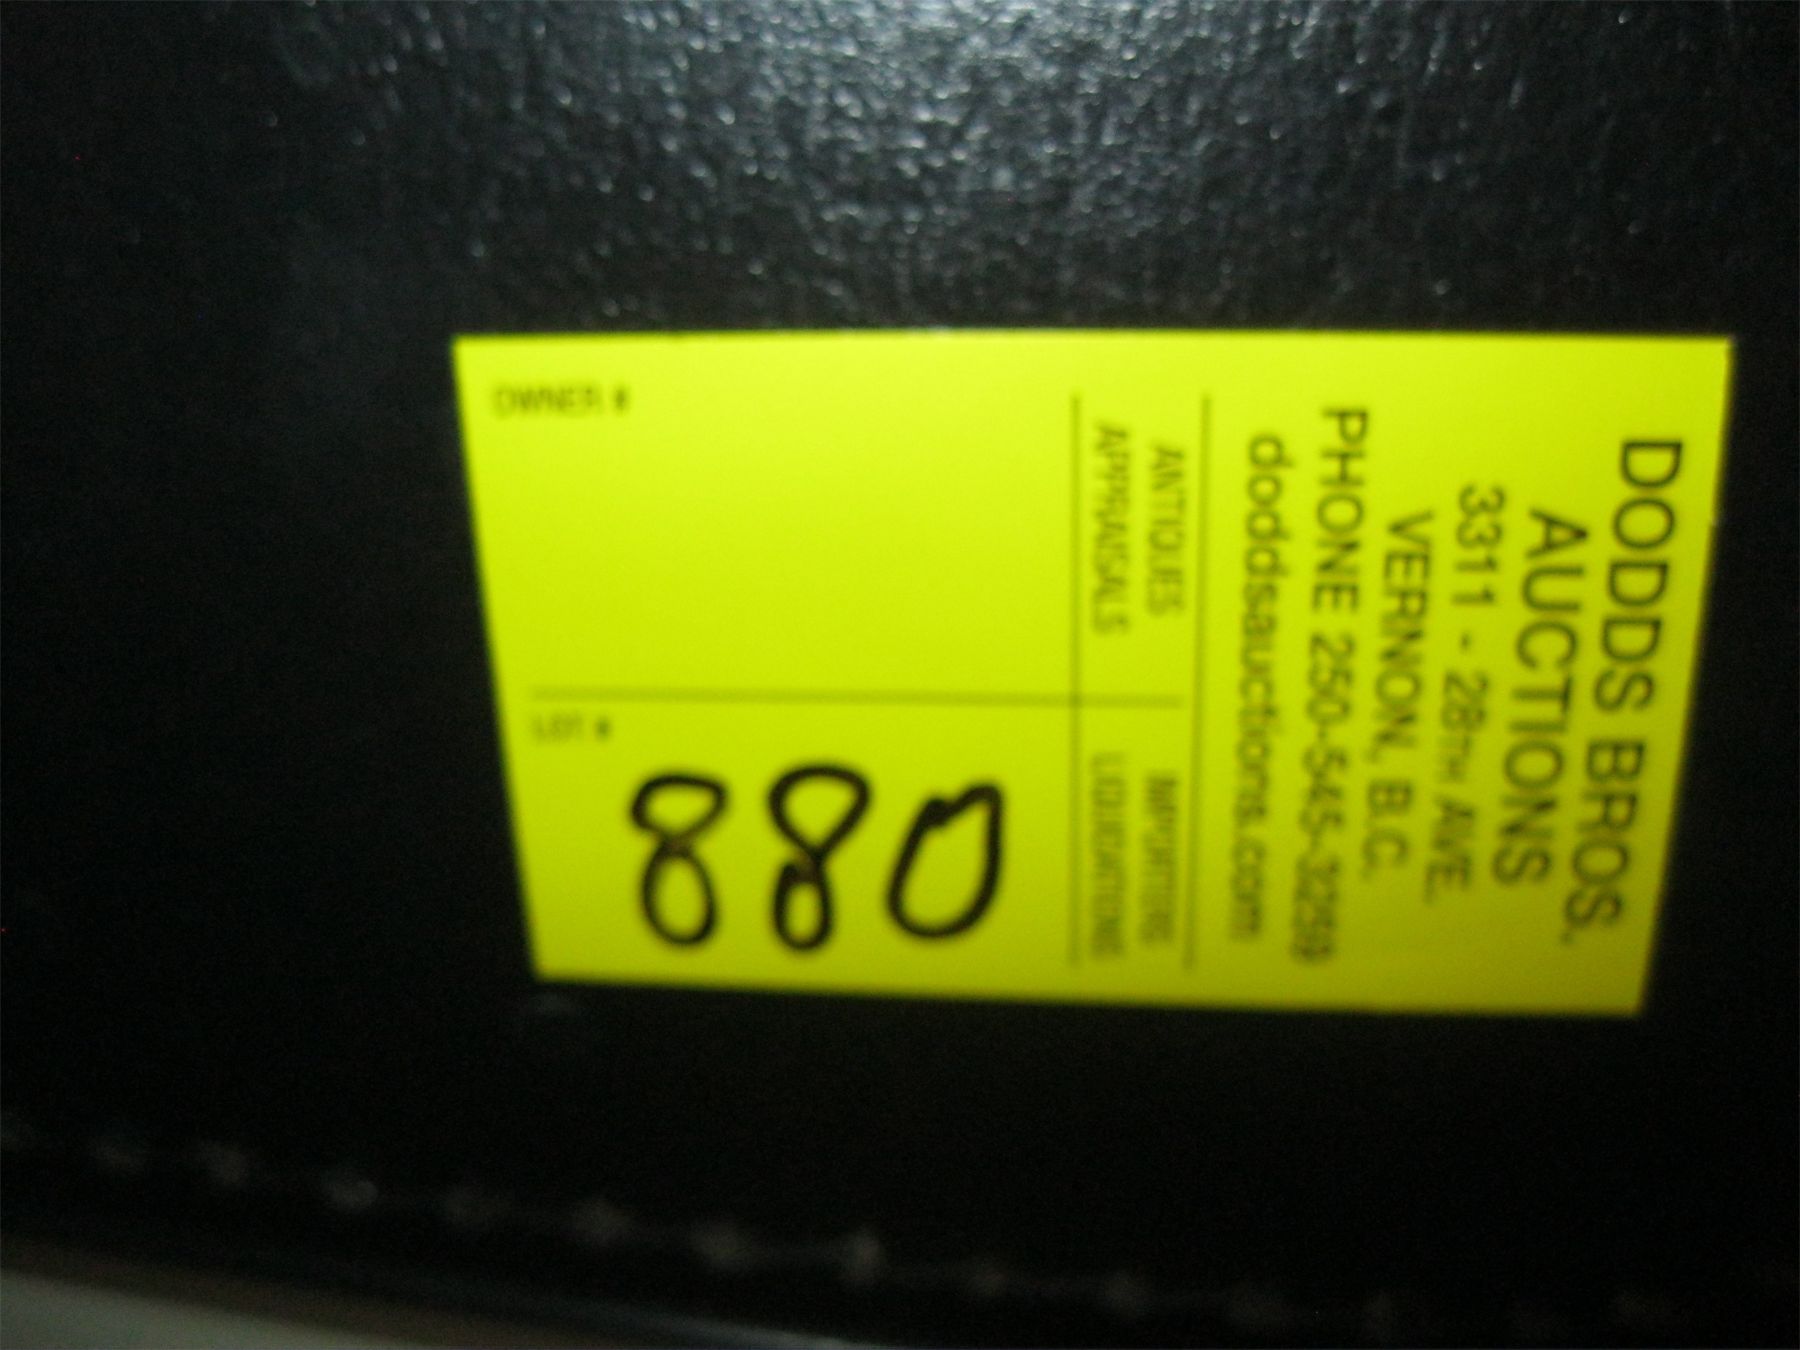 DODDS BROS.
AUCTIONS
3311 - 28TH AVE.
VERNON, B.C.
PHONE 250-545-3259
doddsauctions.com
ANTIQUES IMPORTING
APPRAISALS LIQUIDATIONS
OWNER #
LOT #
880